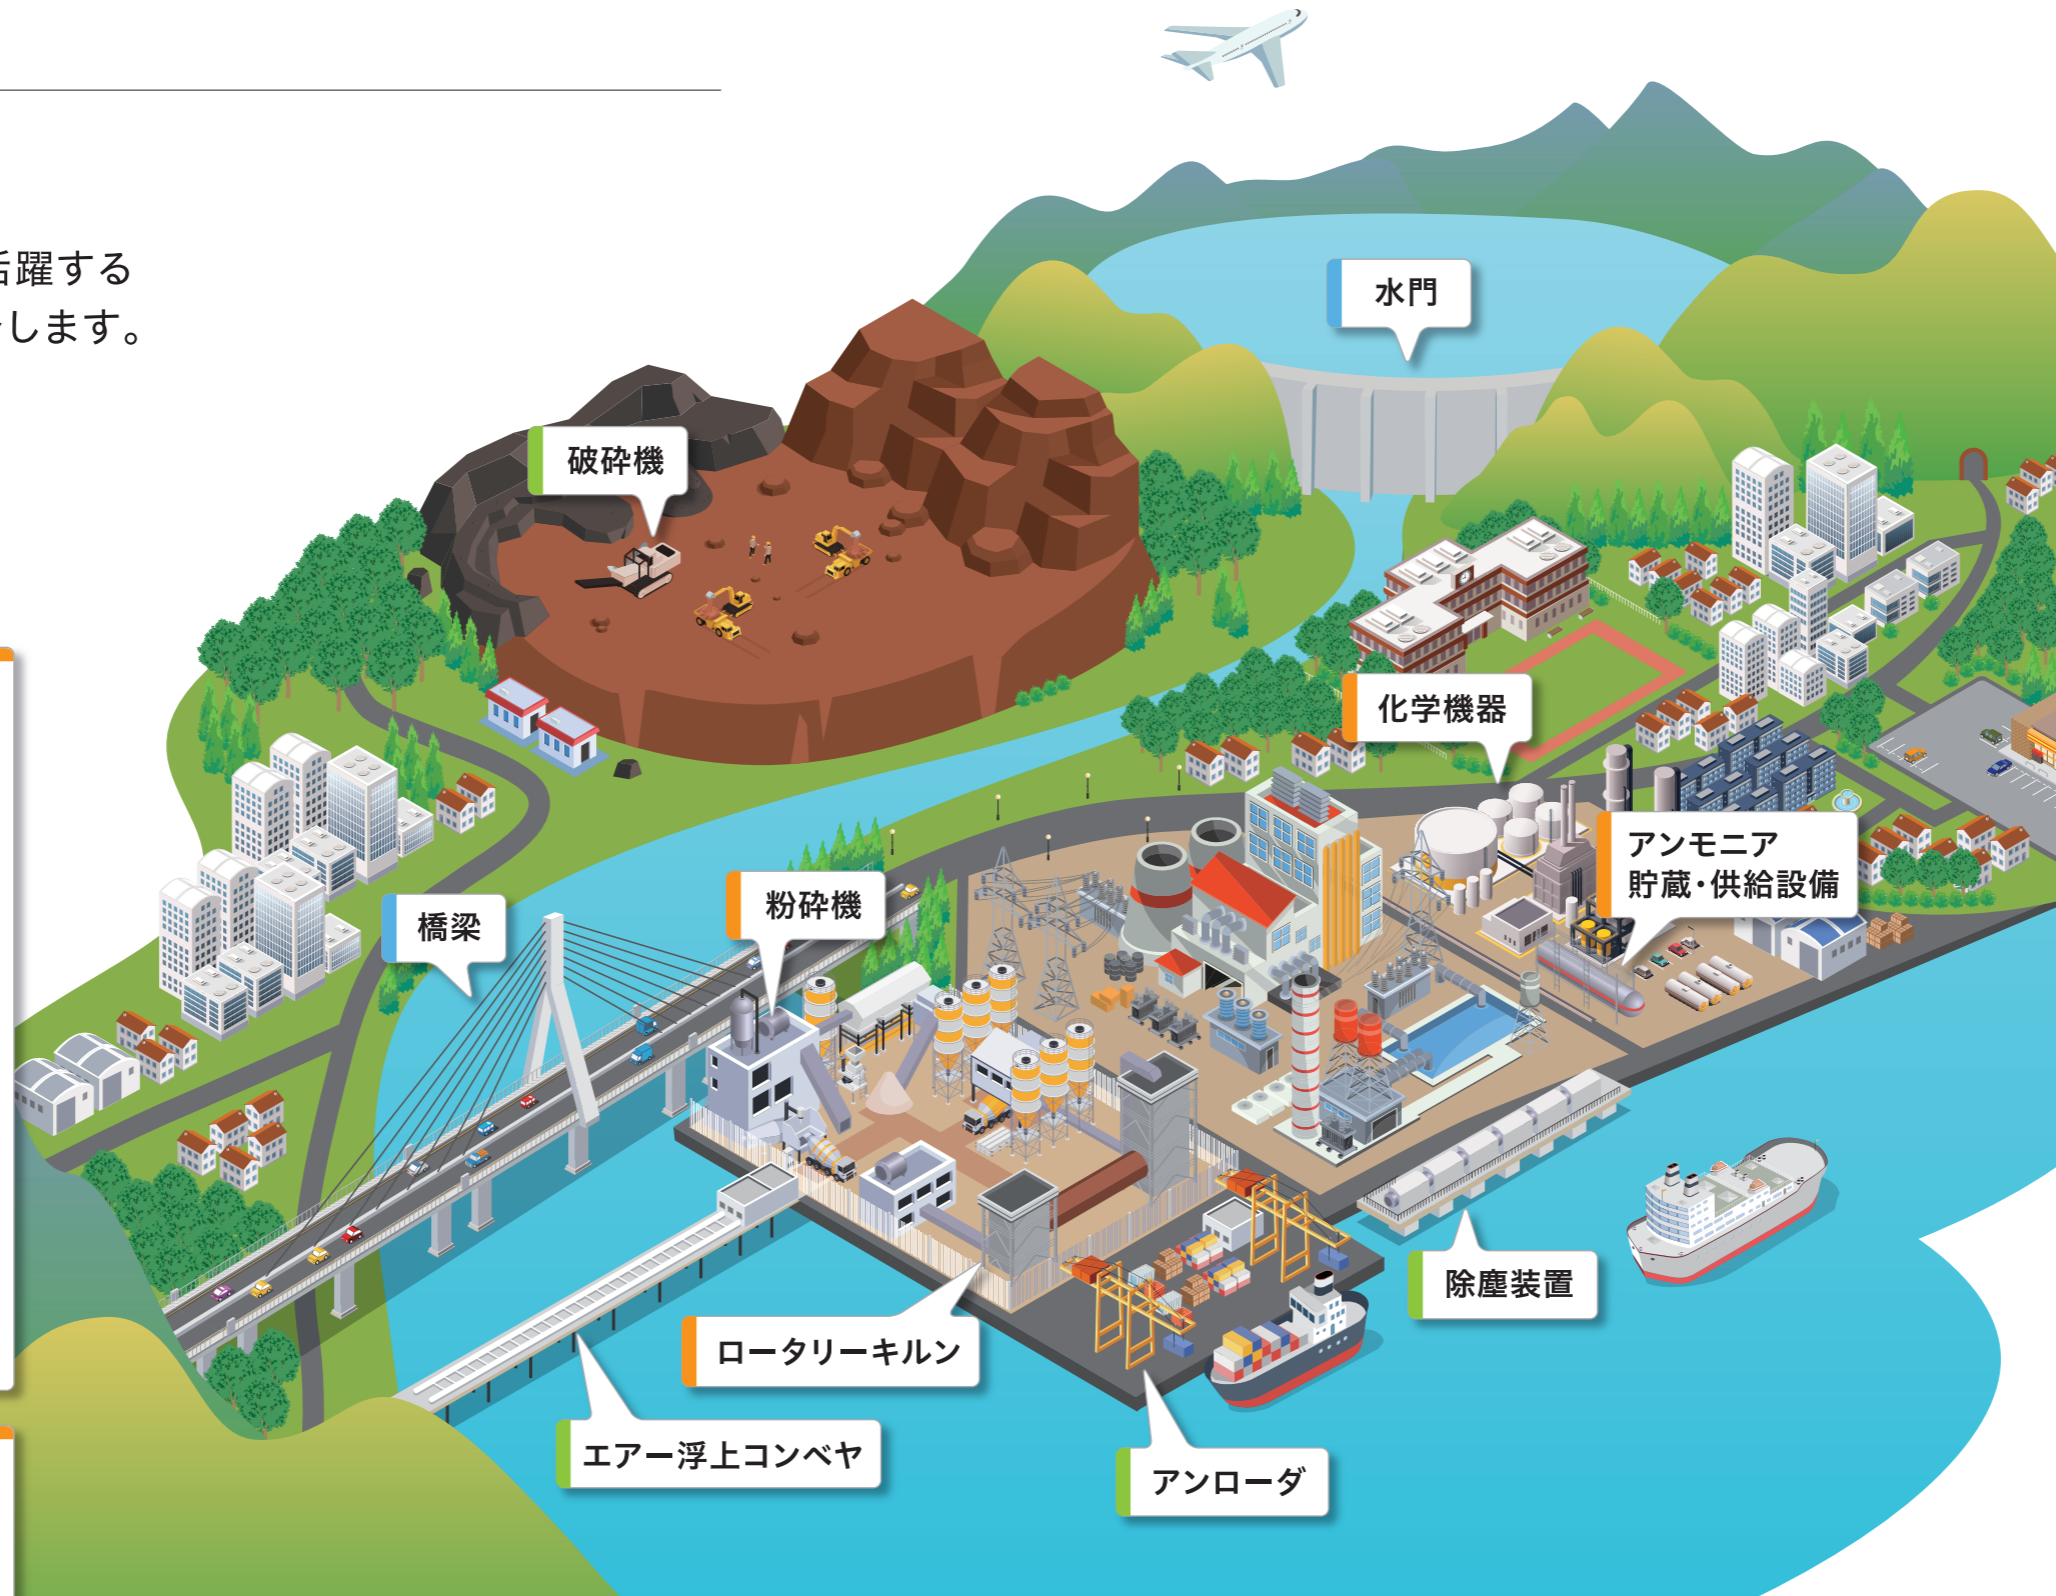 活躍する
します。
水門
破砕機
化学機器
アンモニア
貯蔵・供給設備
粉砕機
橋梁
除塵装置
ロータリーキルン
エアー浮上コンベヤ
アンローダ